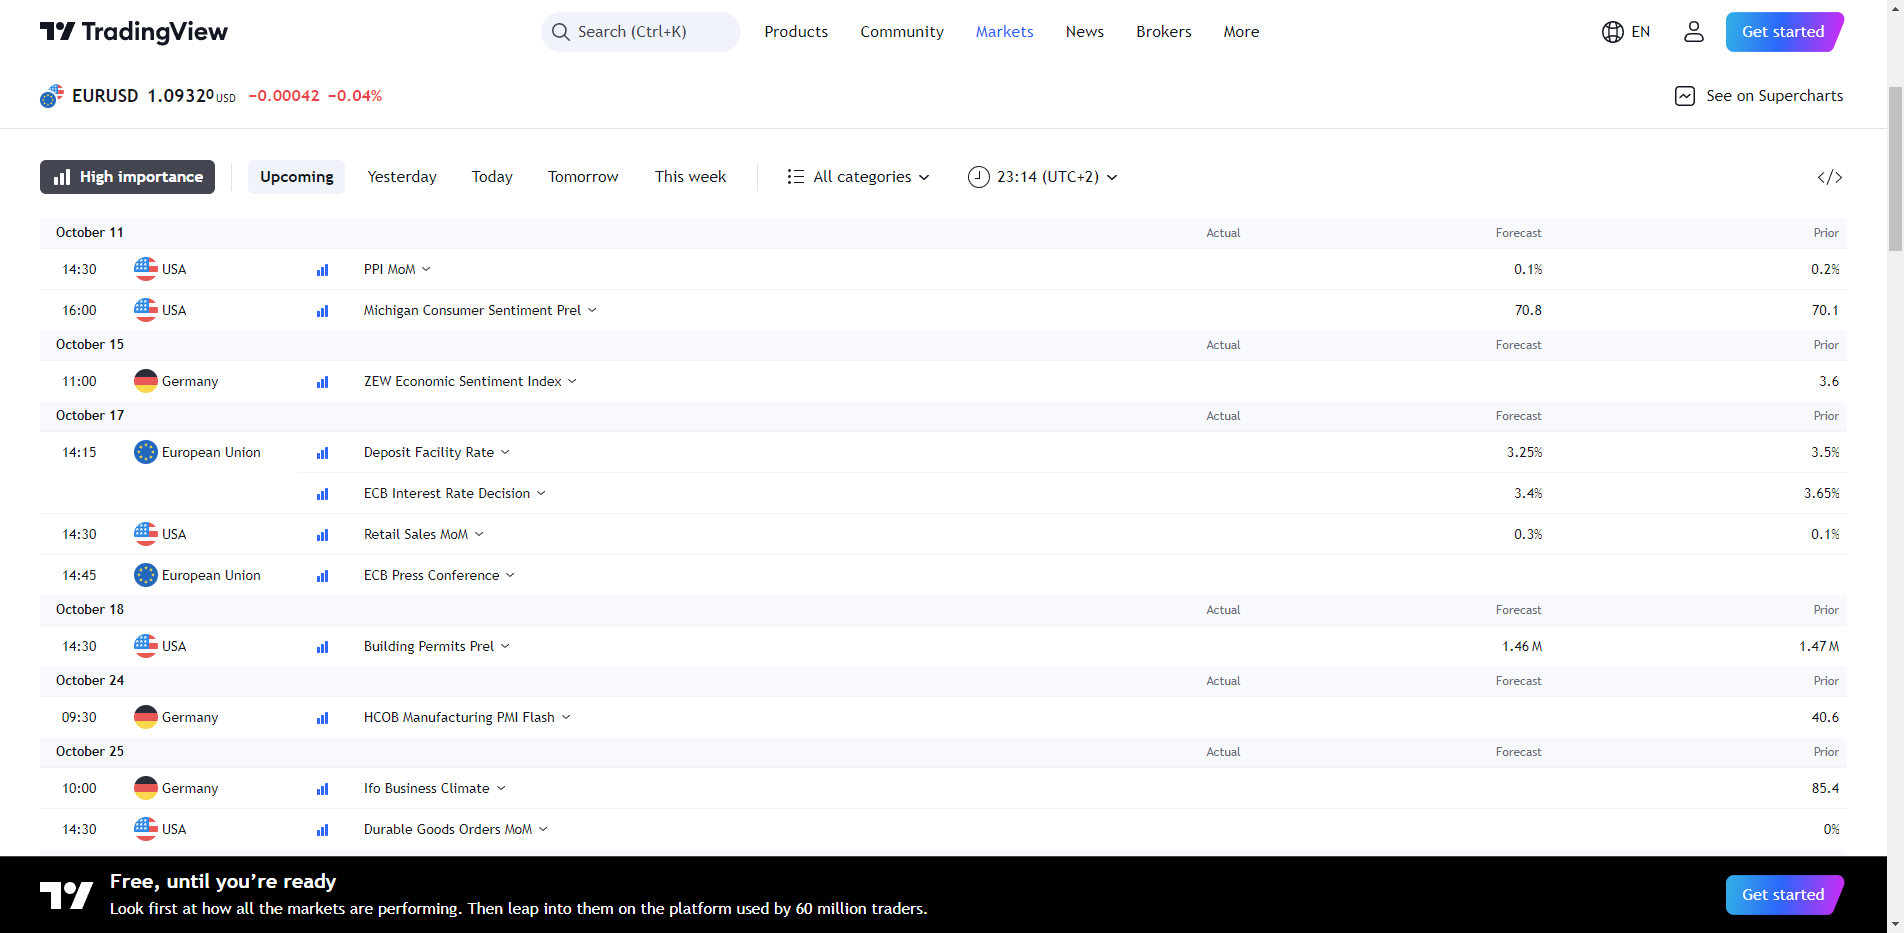 TradingView Search (Ctrl+K) Products Community Markets News Brokers More EN Get started
EURUSD 1.09320 USD −0.00042 −0.04% See on Supercharts
High importance Upcoming Yesterday Today Tomorrow This week All categories 23:14 (UTC+2) </>
October 11 Actual Forecast Prior
14:30 USA PPI MoM 0.1% 0.2%
16:00 USA Michigan Consumer Sentiment Prel 70.8 70.1
October 15 Actual Forecast Prior
11:00 Germany ZEW Economic Sentiment Index 3.6
October 17 Actual Forecast Prior
14:15 European Union Deposit Facility Rate 3.25% 3.5%
ECB Interest Rate Decision 3.4% 3.65%
14:30 USA Retail Sales MoM 0.3% 0.1%
14:45 European Union ECB Press Conference
October 18 Actual Forecast Prior
14:30 USA Building Permits Prel 1.46 M 1.47 M
October 24 Actual Forecast Prior
09:30 Germany HCOB Manufacturing PMI Flash 40.6
October 25 Actual Forecast Prior
10:00 Germany Ifo Business Climate 85.4
14:30 USA Durable Goods Orders MoM 0%
Free, until you’re ready
Look first at how all the markets are performing. Then leap into them on the platform used by 60 million traders.
Get started